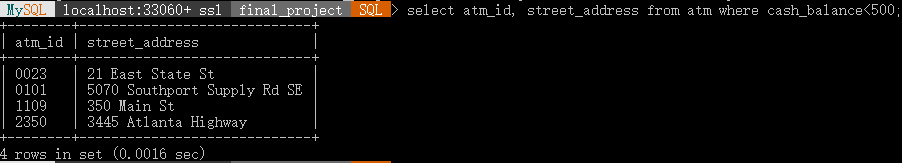 MySQL localhost:33060+ ssl final_project SQL > select atm_id, street_address from atm where cash_balance<500;
+--------+---------------------------+
| atm_id | street_address            |
+--------+---------------------------+
| 0023   | 21 East State St          |
| 0101   | 5070 Southport Supply Rd SE |
| 1109   | 350 Main St               |
| 2350   | 3445 Atlanta Highway      |
+--------+---------------------------+
4 rows in set (0.0016 sec)